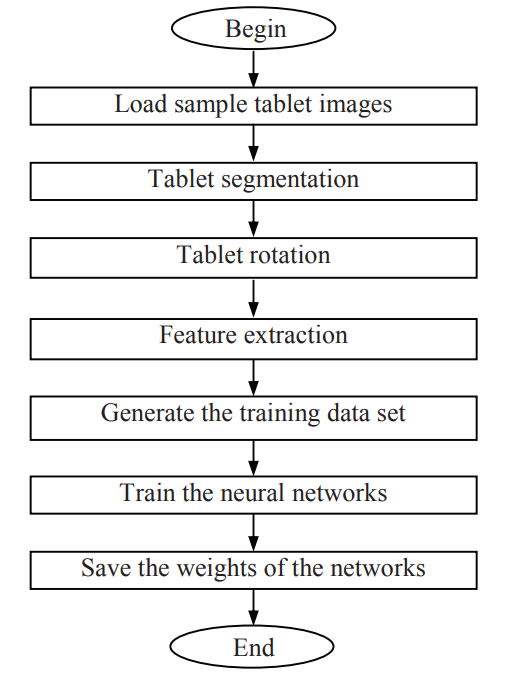 Begin
Load sample tablet images
Tablet segmentation
Tablet rotation
Feature extraction
Generate the training data set
Train the neural networks
Save the weights of the networks
End